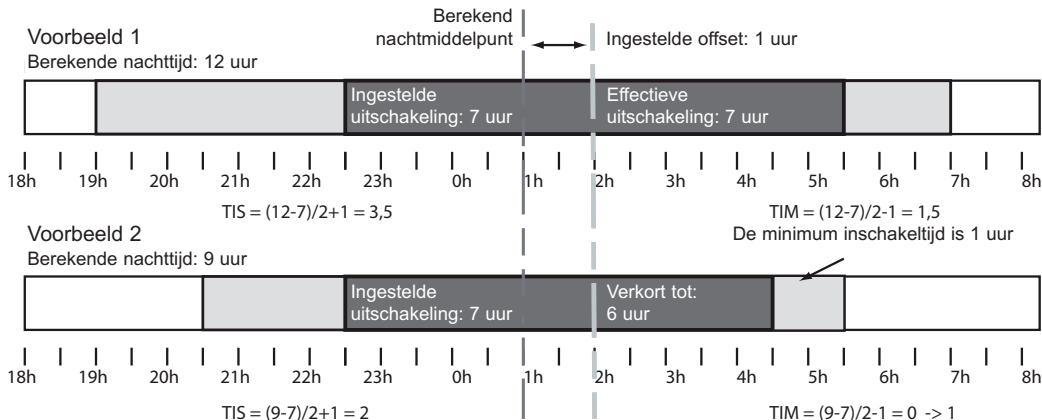 Berekend
nachtmiddelpunt
Ingestelde offset: 1 uur
Voorbeeld 1
Berekende nachttijd: 12 uur
Ingestelde
uitschakeling: 7 uur
Effectieve
uitschakeling: 7 uur
18h 19h 20h 21h 22h 23h 0h 1h 2h 3h 4h 5h 6h 7h 8h
TIS = (12-7)/2+1 = 3,5
TIM = (12-7)/2-1 = 1,5
Voorbeeld 2
De minimum inschakeltijd is 1 uur
Berekende nachttijd: 9 uur
Ingestelde
uitschakeling: 7 uur
Verkort tot:
6 uur
18h 19h 20h 21h 22h 23h 0h 1h 2h 3h 4h 5h 6h 7h 8h
TIS = (9-7)/2+1 = 2
TIM = (9-7)/2-1 = 0 -> 1